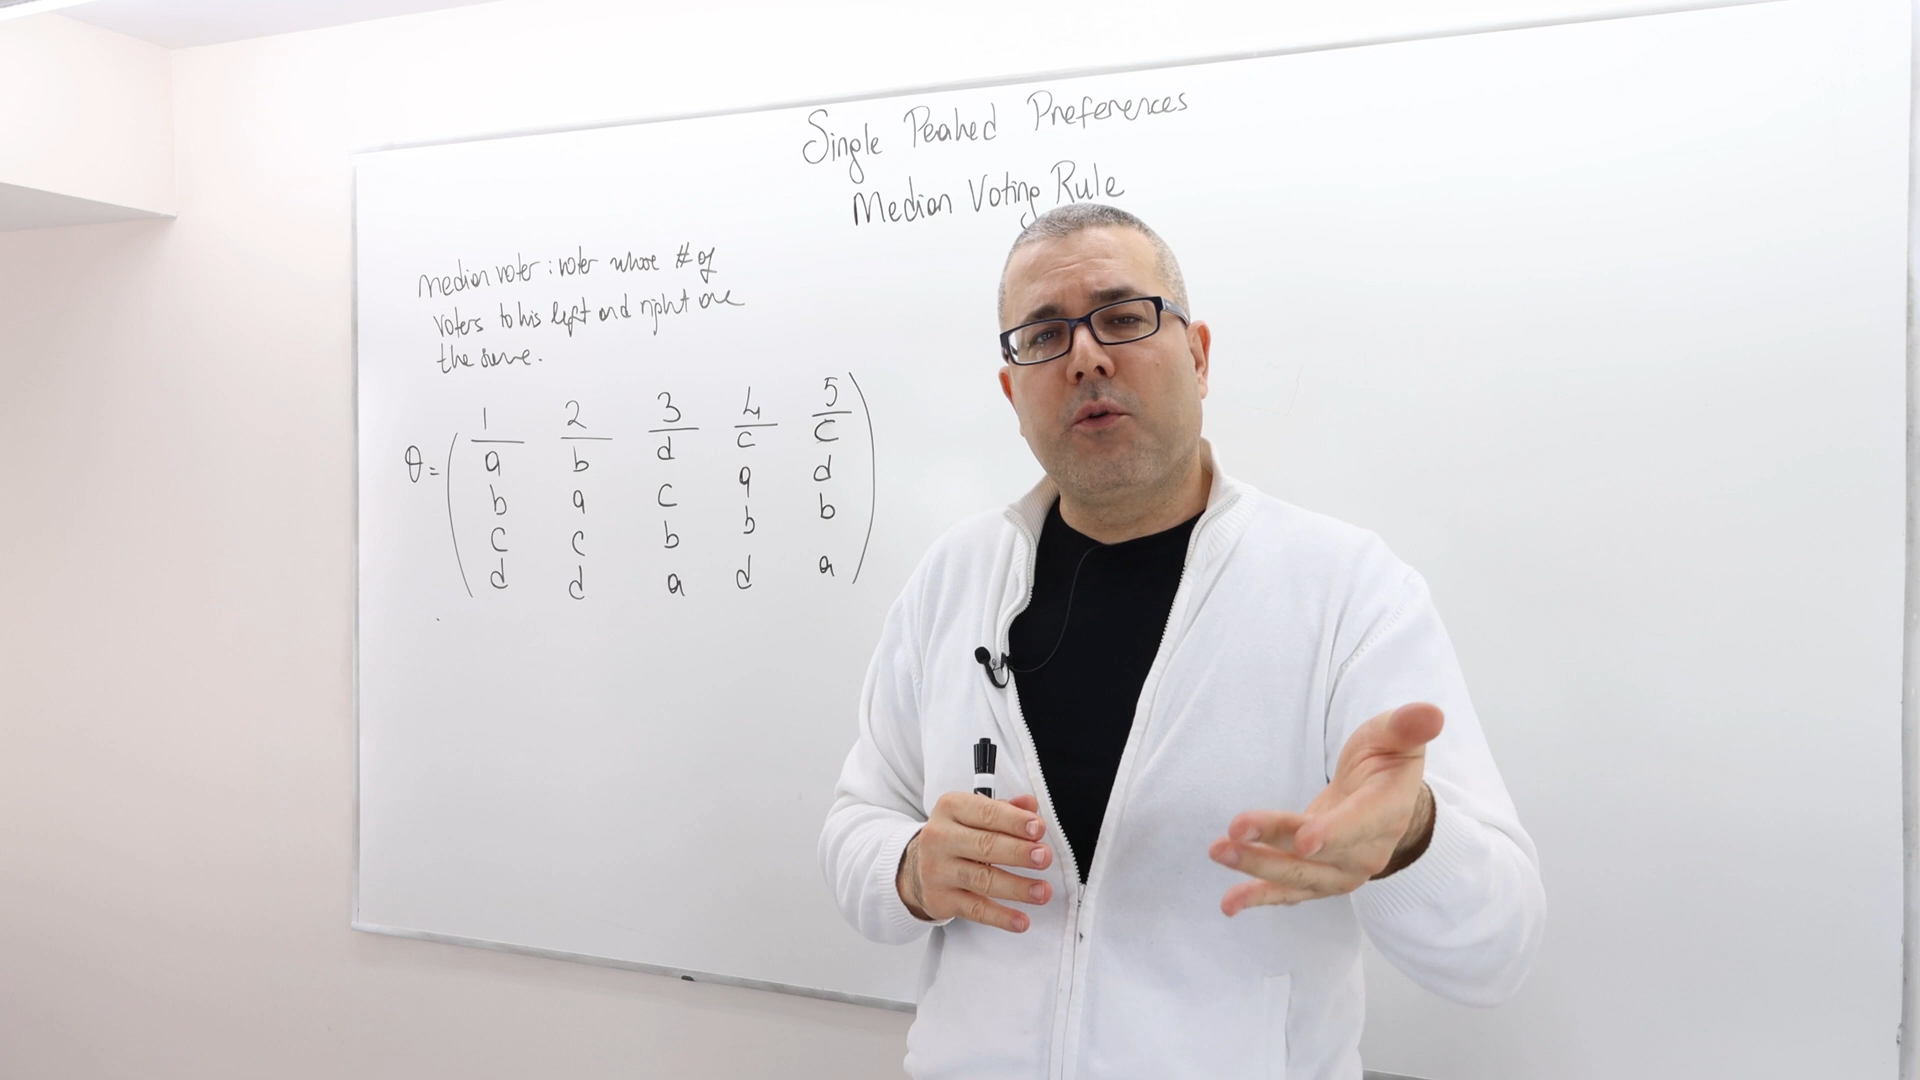 Single Peaked Preferences
Median Voting Rule
Median voter : voter whose # of
voters to his left and right are
the same.
1 2 3 4 5
θ = a b d c c
b a c a d
c c b b b
d d a d a